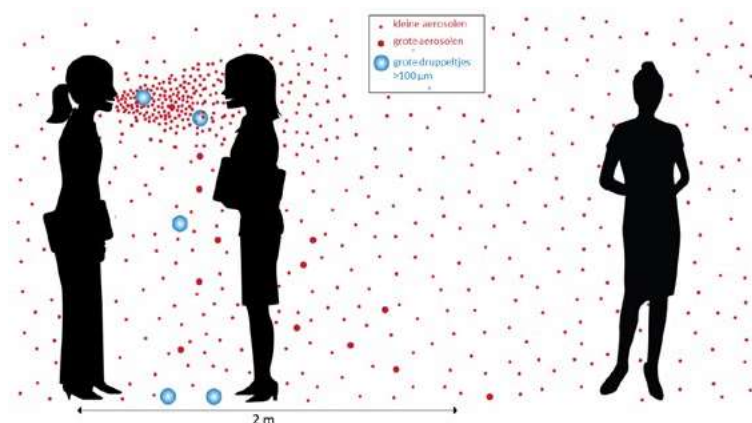 kleine aerosolen
grote aerosolen
grote druppeltjes
>100 µm
2 m